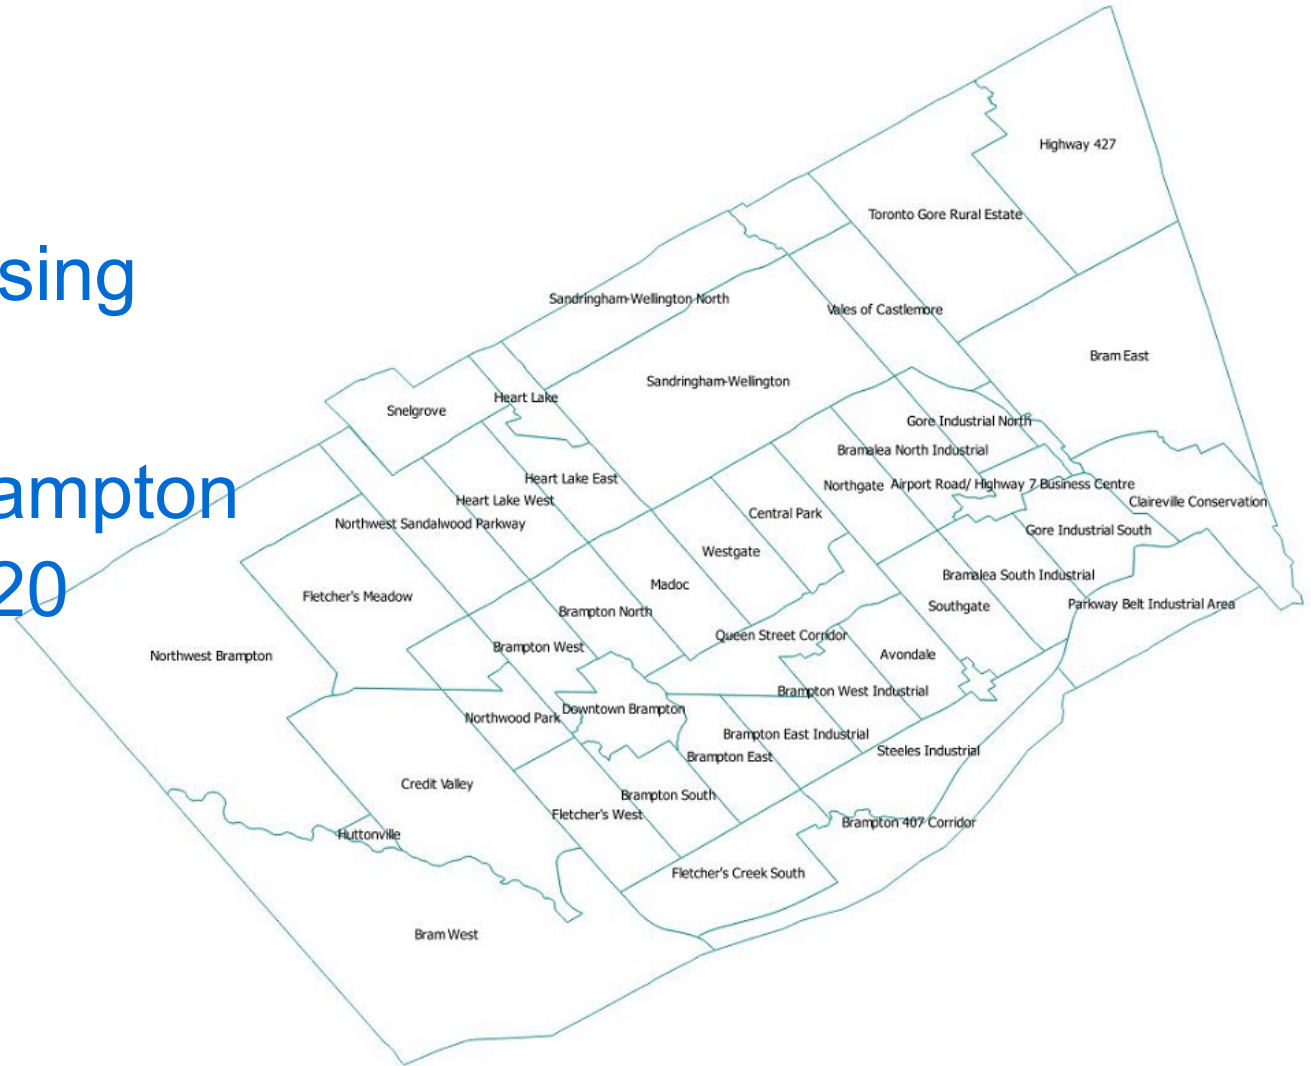 Highway 427
Toronto Gore Rural Estate
sing
Sandringham-Wellington North
Vales of Castlemore
Bram East
Sandringham-Wellington
Heart Lake
Snelgrove
Gore Industrial North
Bramalea North Industrial
Heart Lake East
Northgate
Airport Road/ Highway 7 Business Centre
ampton
Heart Lake West
Claireville Conservation
Central Park
Northwest Sandalwood Parkway
Gore Industrial South
Westgate
Bramalea South Industrial
20
Madoc
Fletcher's Meadow
Parkway Belt Industrial Area
Southgate
Brampton North
Queen Street Corridor
Brampton West
Avondale
Northwest Brampton
Brampton West Industrial
Downtown Brampton
Northwood Park
Brampton East Industrial
Steeles Industrial
Brampton East
Credit Valley
Brampton South
Fletcher's West
Brampton 407 Corridor
Huttonville
Fletcher's Creek South
Bram West